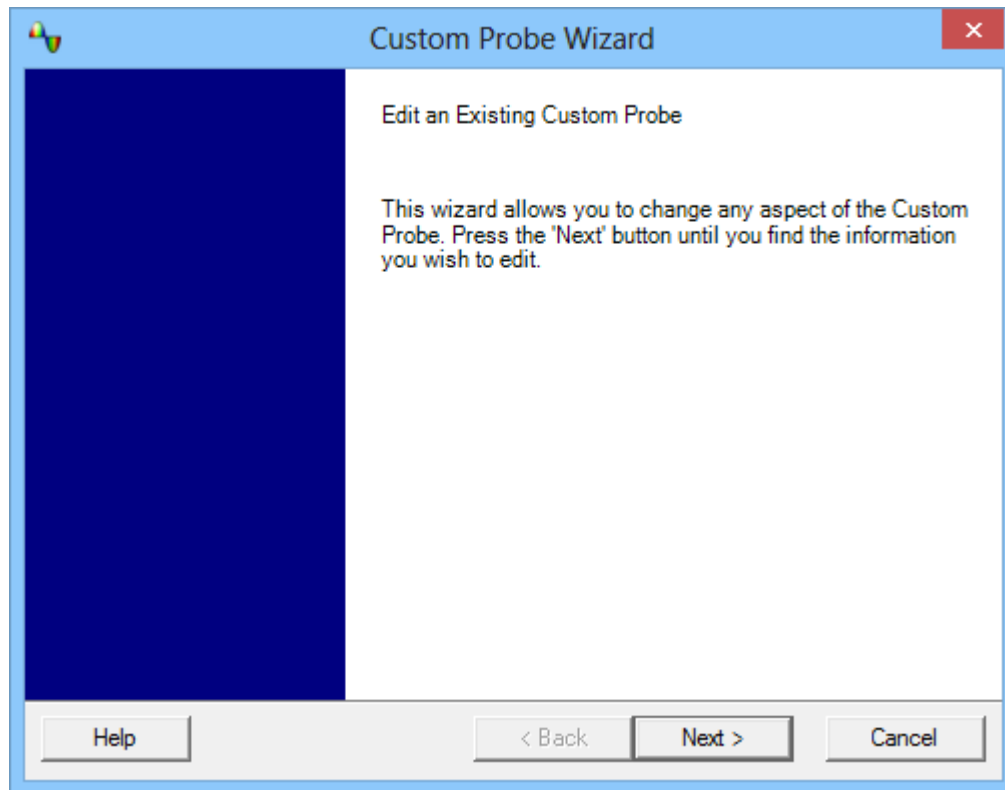 Custom Probe Wizard
Edit an Existing Custom Probe
This wizard allows you to change any aspect of the Custom
Probe. Press the 'Next' button until you find the information
you wish to edit.
Help
< Back
Next >
Cancel